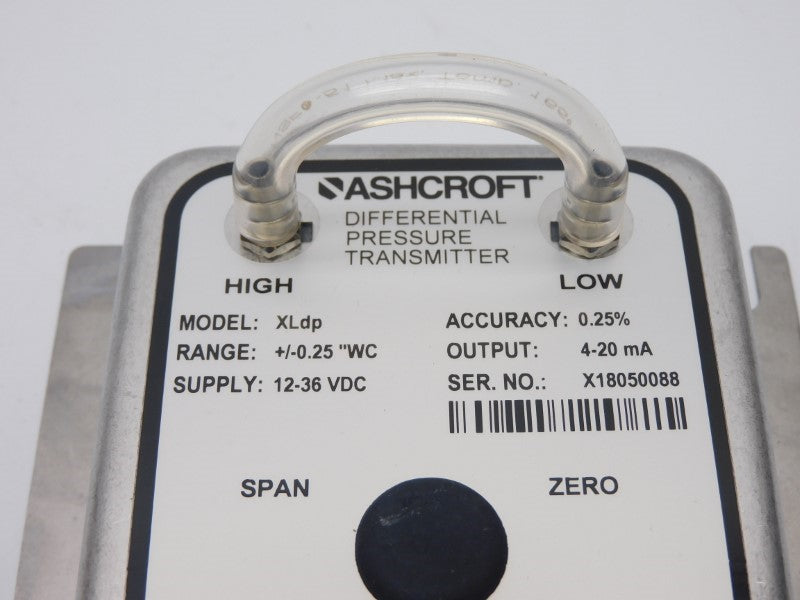 ASHCROFT
DIFFERENTIAL
PRESSURE
TRANSMITTER
HIGH
LOW
MODEL: XLdp
ACCURACY: 0.25%
RANGE: +/-0.25 "WC
OUTPUT: 4-20 mA
SUPPLY: 12-36 VDC
SER. NO.: X18050088
SPAN
ZERO